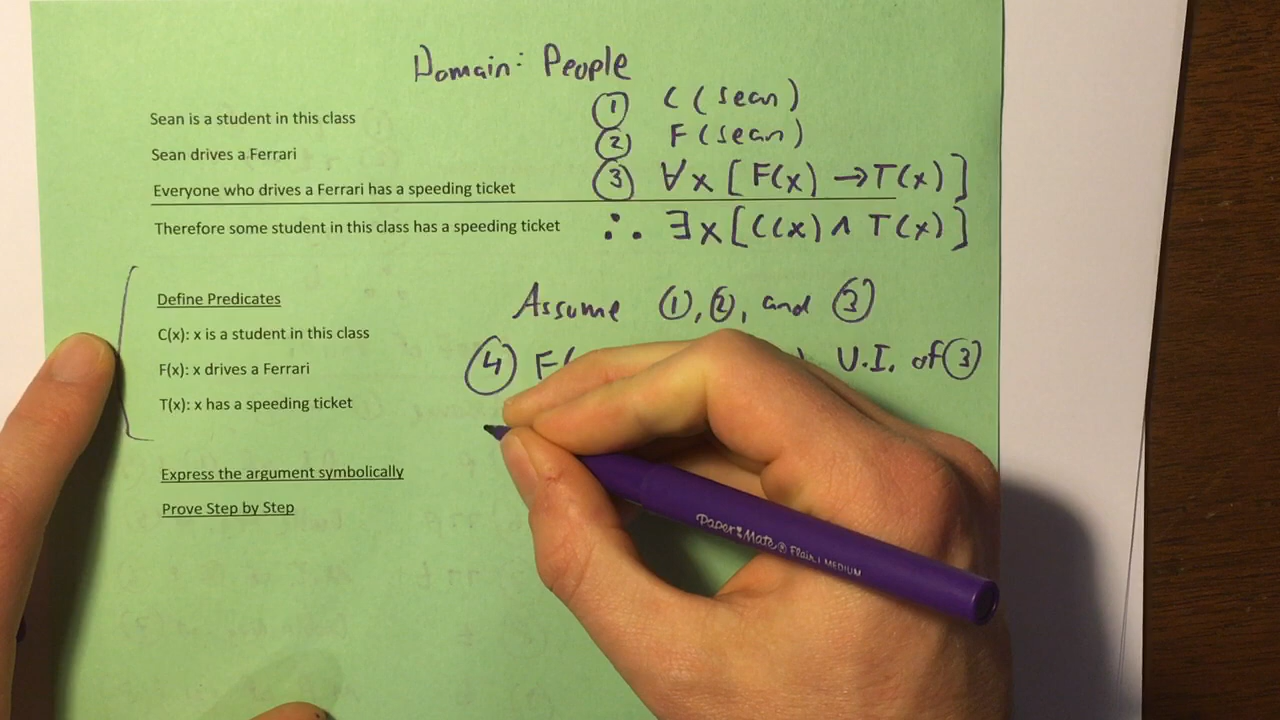 Domain: People
Sean is a student in this class ① C(sean)
Sean drives a Ferrari ② F(sean)
Everyone who drives a Ferrari has a speeding ticket ③ ∀x[F(x)→T(x)]
Therefore some student in this class has a speeding ticket ∴ ∃x[C(x)∧T(x)]
Define Predicates
C(x): x is a student in this class
F(x): x drives a Ferrari
T(x): x has a speeding ticket
Express the argument symbolically
Prove Step by Step
Assume ①,②, and ③
④ F( ) U.I. of ③
Paper:Mate® Flair | MEDIUM